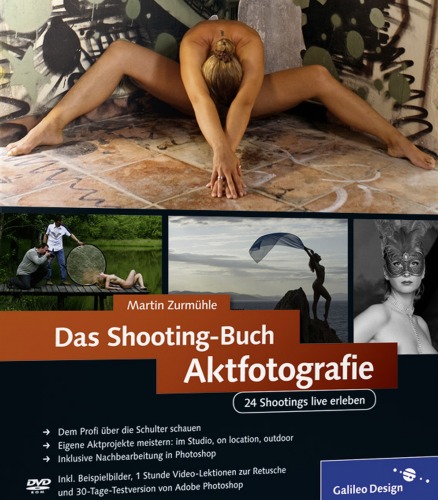 Martin Zurmühle
Das Shooting-Buch
Aktfotografie
24 Shootings live erleben
→ Dem Profi über die Schulter schauen
→ Eigene Aktprojekte meistern: im Studio, on location, outdoor
→ Inklusive Nachbearbeitung in Photoshop
DVD ROM
Inkl. Beispielbilder, 1 Stunde Video-Lektionen zur Retusche
und 30-Tage-Testversion von Adobe Photoshop
Galileo Design